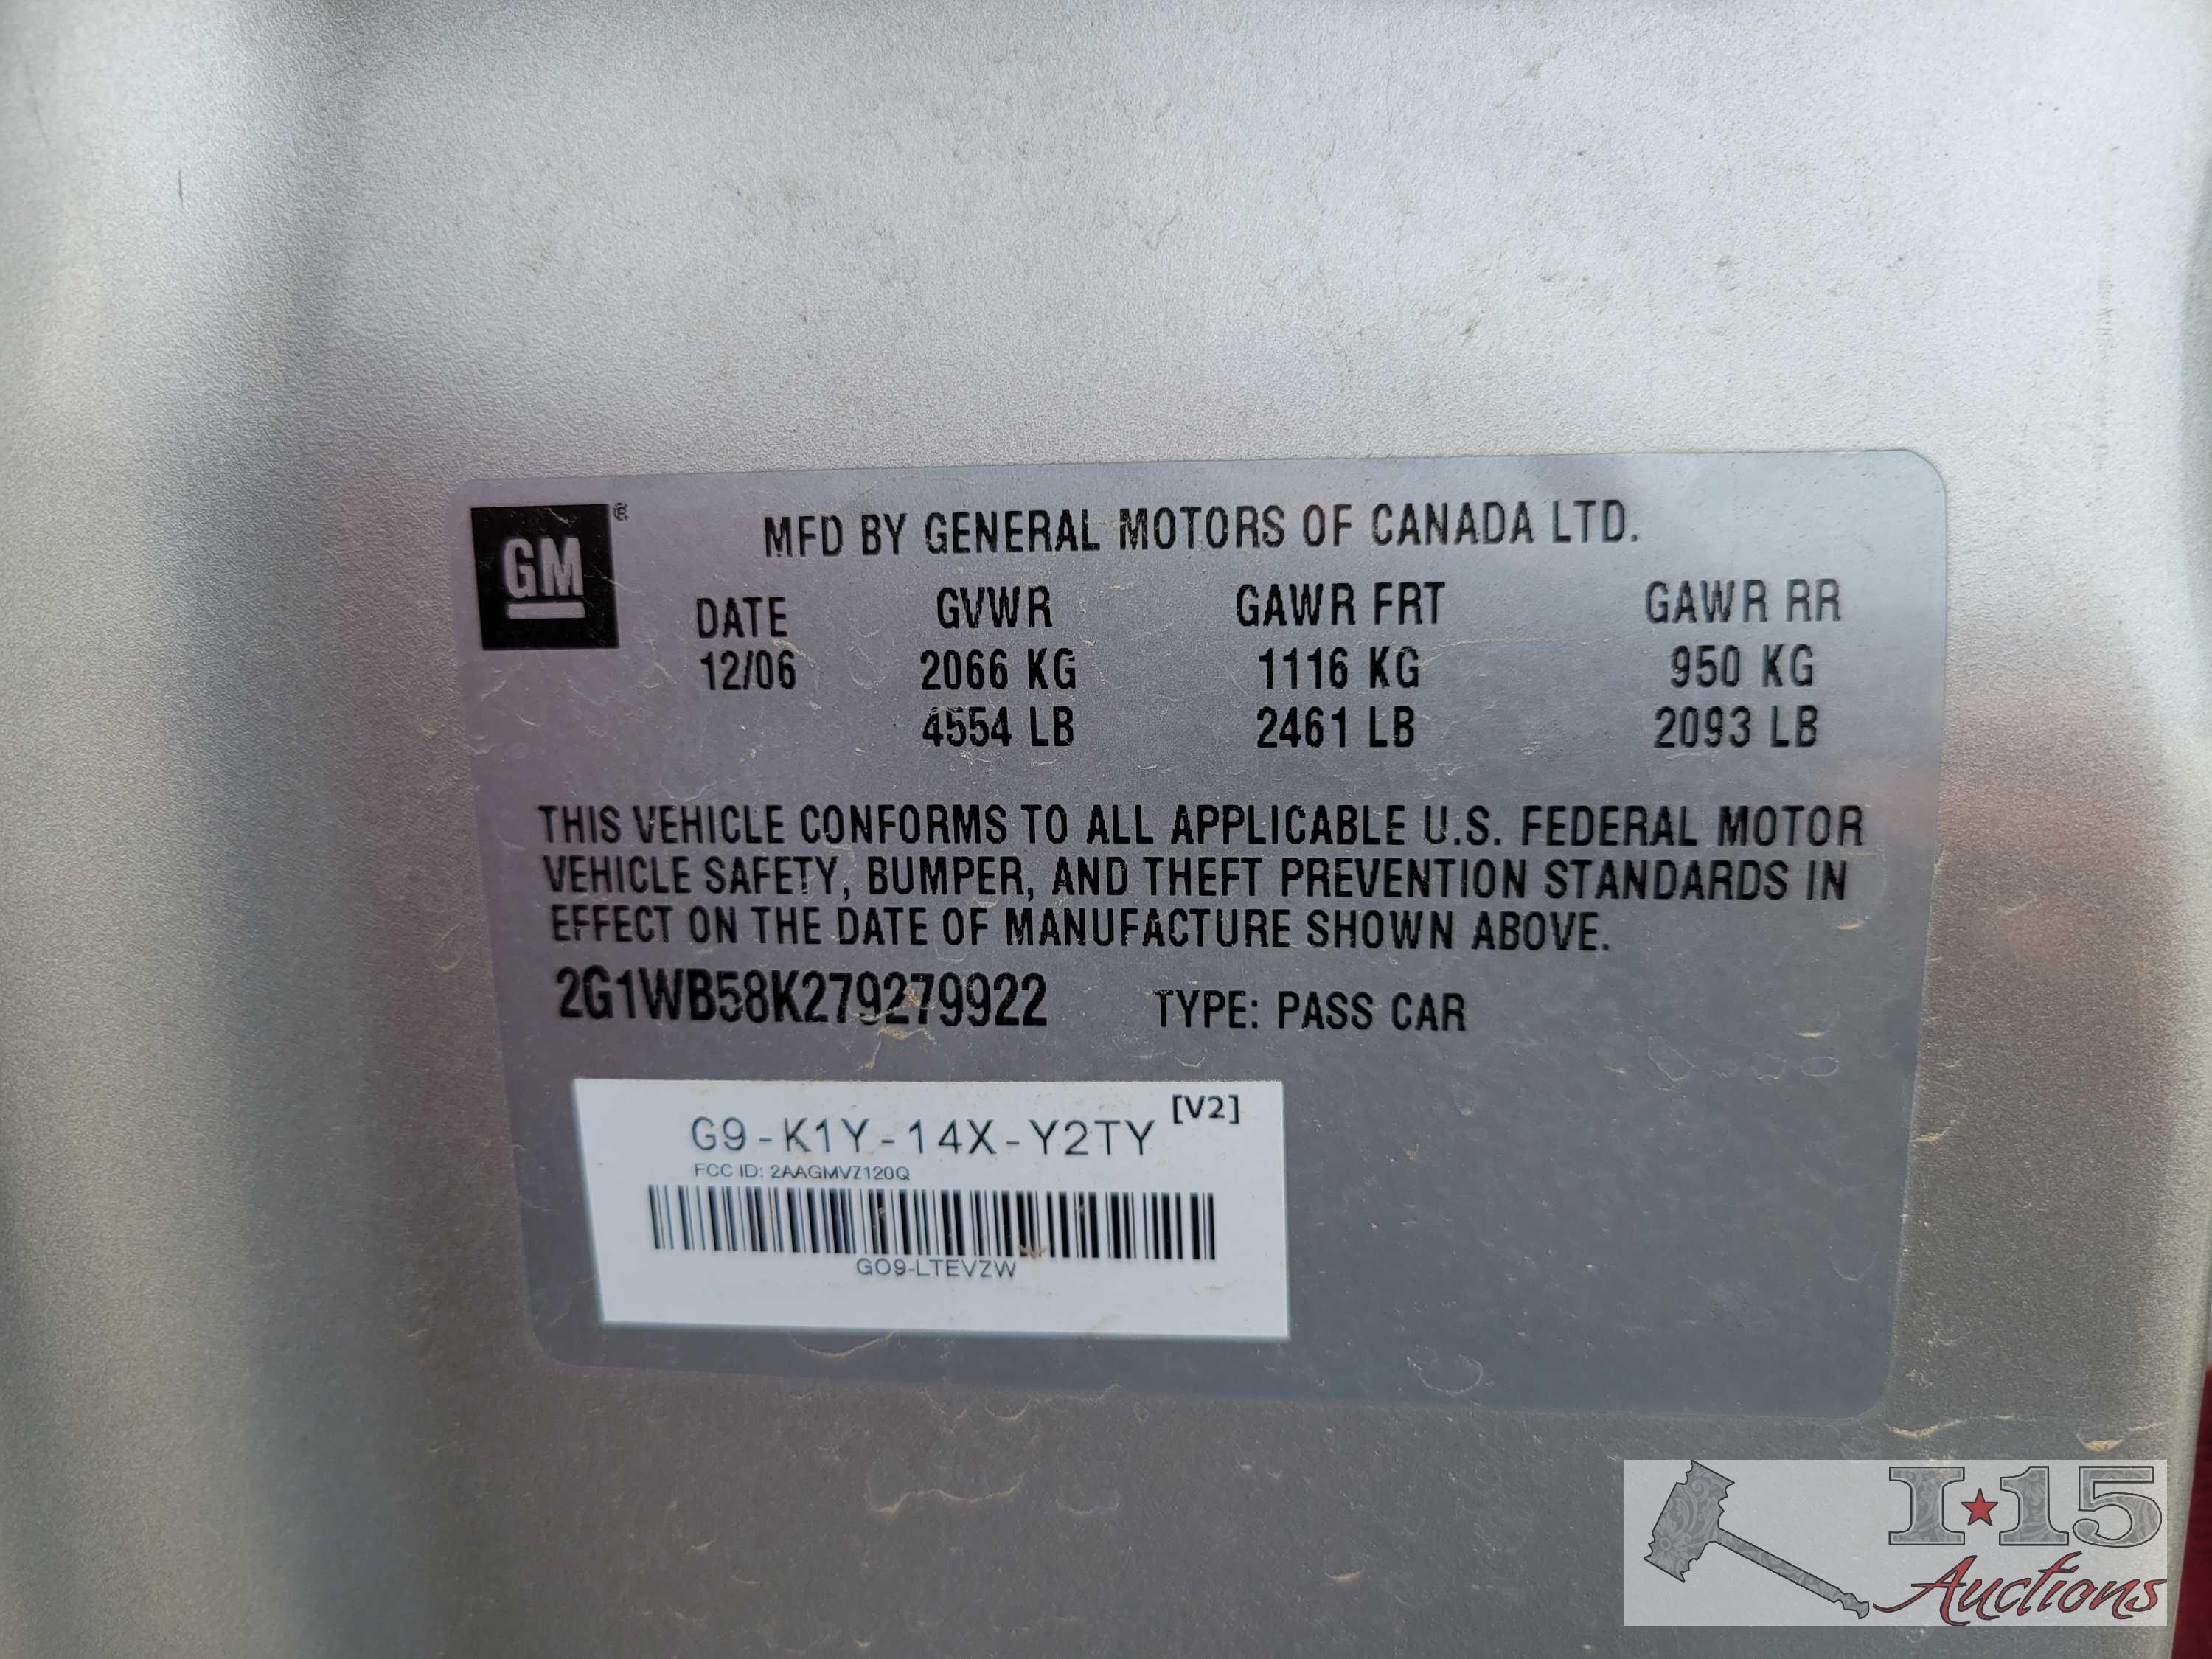 GM®
MFD BY GENERAL MOTORS OF CANADA LTD.
DATE GVWR GAWR FRT GAWR RR
12/06 2066 KG 1116 KG 950 KG
4554 LB 2461 LB 2093 LB
THIS VEHICLE CONFORMS TO ALL APPLICABLE U.S. FEDERAL MOTOR
VEHICLE SAFETY, BUMPER, AND THEFT PREVENTION STANDARDS IN
EFFECT ON THE DATE OF MANUFACTURE SHOWN ABOVE.
2G1WB58K279279922 TYPE: PASS CAR
G9-K1Y-14X-Y2TY [V2]
FCC ID: 2AAGMVZ120Q
GO9-LTEVZW
I★15
Auctions